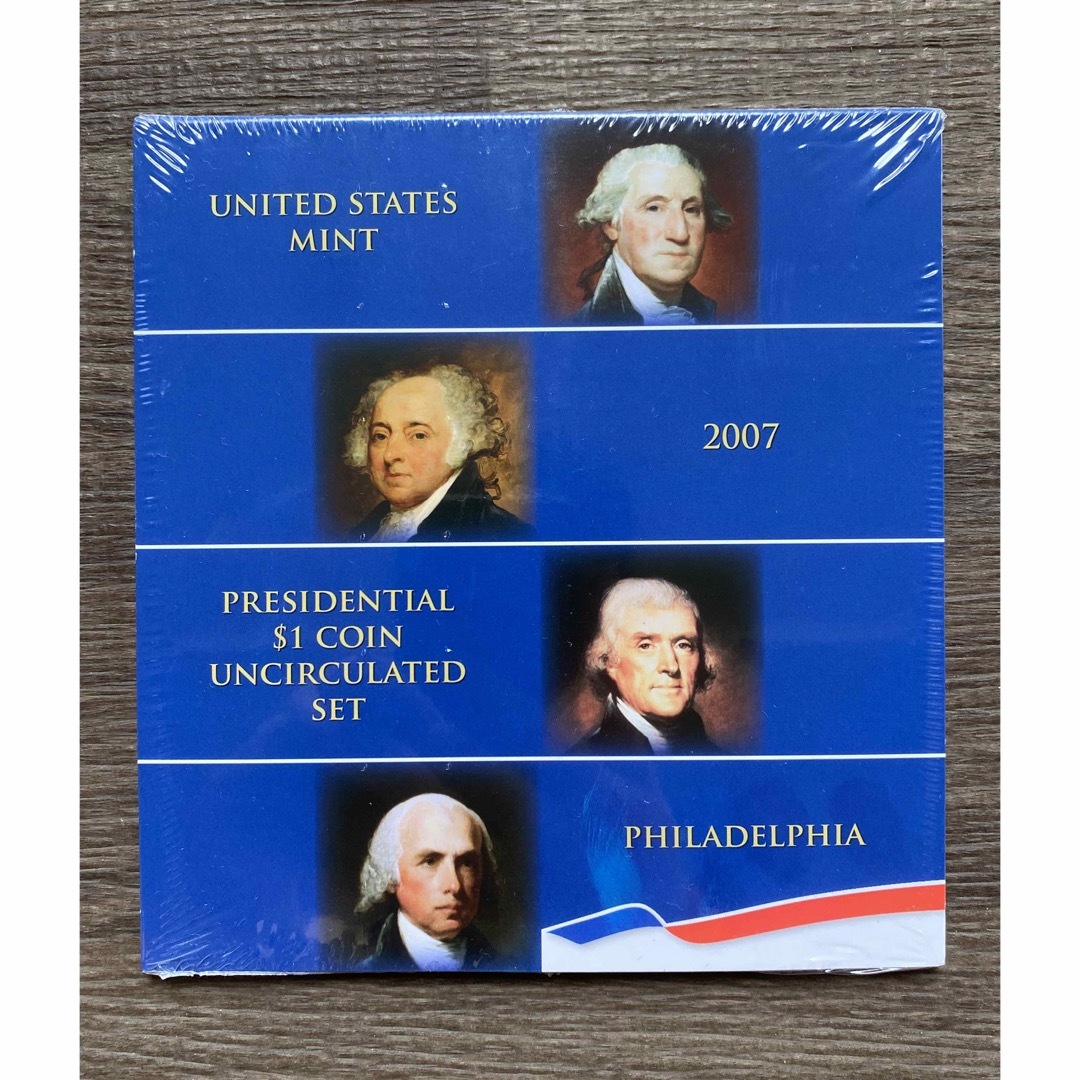 UNITED STATES
MINT
2007
PRESIDENTIAL
$1 COIN
UNCIRCULATED
SET
PHILADELPHIA